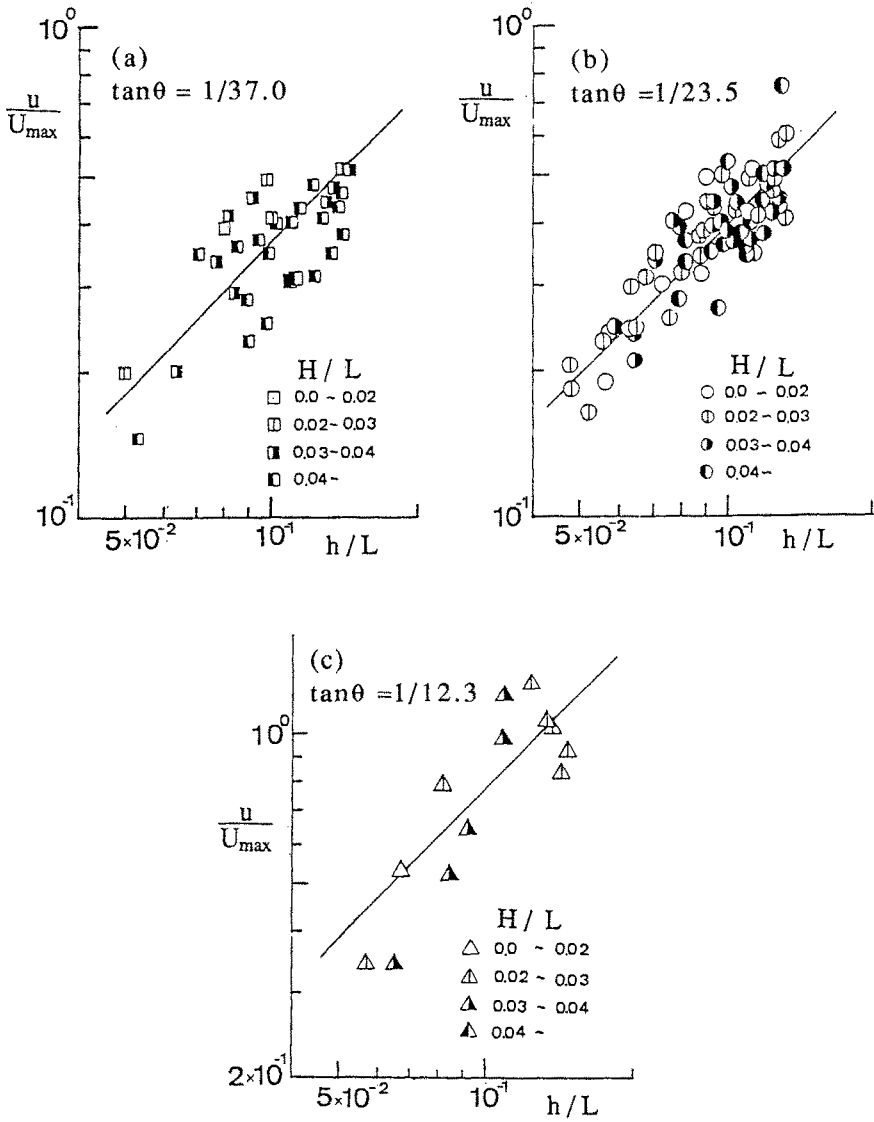 10⁰
(a)
tanθ = 1/37.0
u
Uₘₐₓ
H / L
0.0 ~ 0.02
0.02~ 0.03
0.03~0.04
0.04~
10⁻¹
5×10⁻²
10⁻¹
h/L
10⁰
(b)
tanθ =1/23.5
u
Uₘₐₓ
H / L
0.0 ~ 0.02
0.02~0.03
0.03~ 0.04
0.04~
10⁻¹
5×10⁻²
10⁻¹
h/L
(c)
tanθ =1/12.3
10⁰
u
Uₘₐₓ
H / L
0.0 ~ 0.02
0.02 ~ 0.03
0.03 ~ 0.04
0.04 ~
2×10⁻¹
5×10⁻²
10⁻¹
h/L